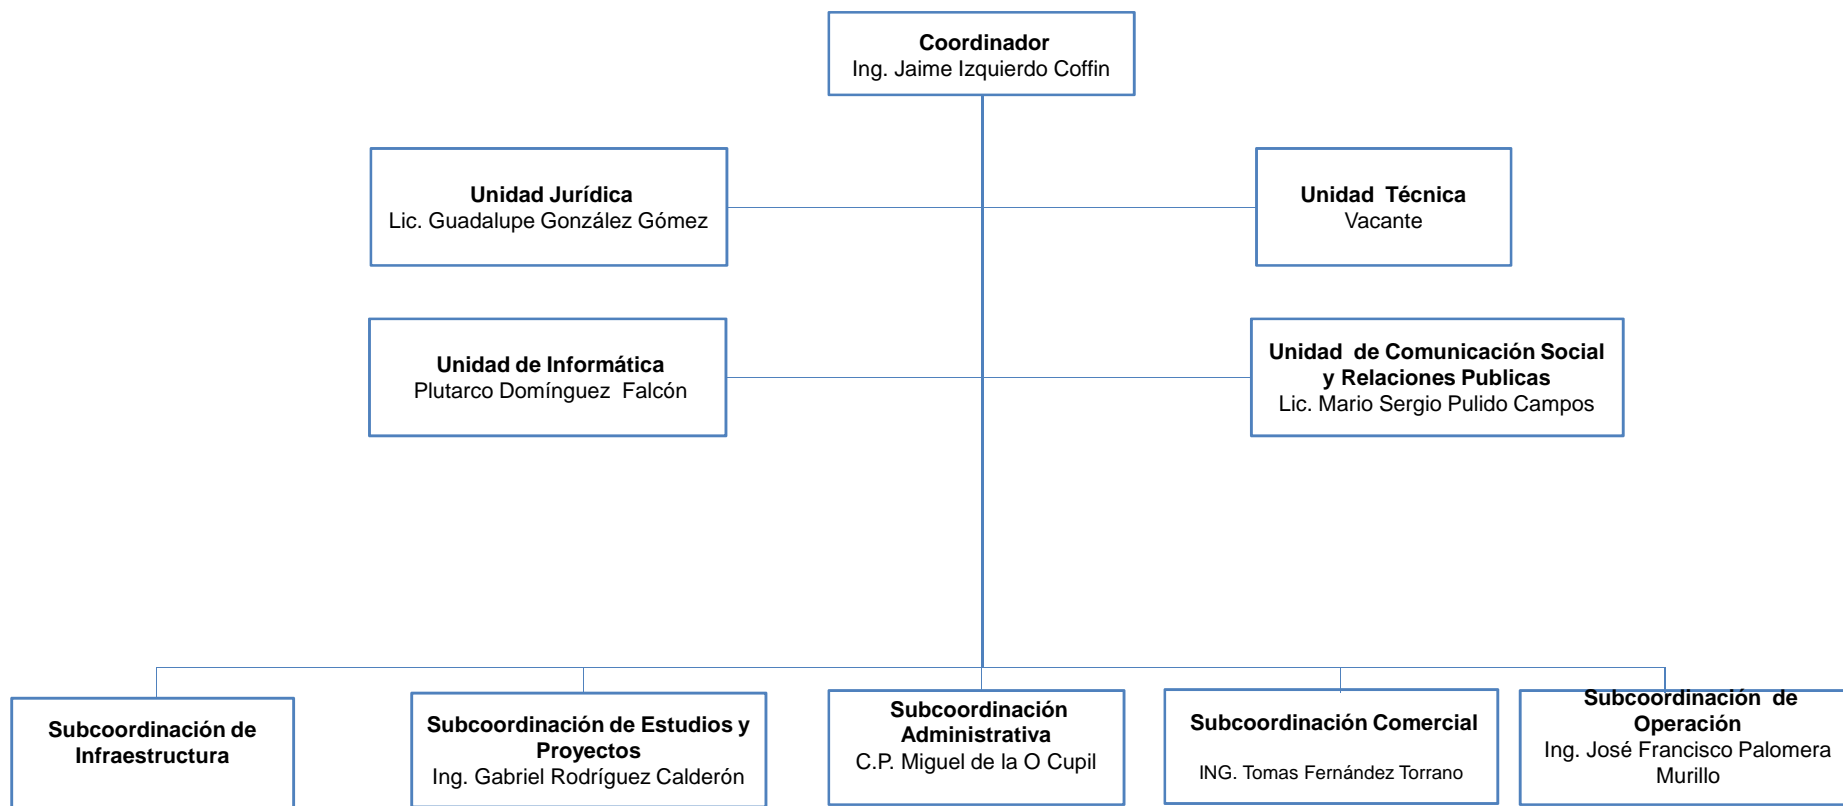 Coordinador
Ing. Jaime Izquierdo Coffin
Unidad Jurídica
Lic. Guadalupe González Gómez
Unidad  Técnica
Vacante
Unidad de Informática
Plutarco Domínguez  Falcón
Unidad  de Comunicación Social
y Relaciones Publicas
Lic. Mario Sergio Pulido Campos
Subcoordinación de
Infraestructura
Subcoordinación de Estudios y
Proyectos
Ing. Gabriel Rodríguez Calderón
Subcoordinación
Administrativa
C.P. Miguel de la O Cupil
Subcoordinación Comercial
ING. Tomas Fernández Torrano
Subcoordinación  de
Operación
Ing. José Francisco Palomera
Murillo